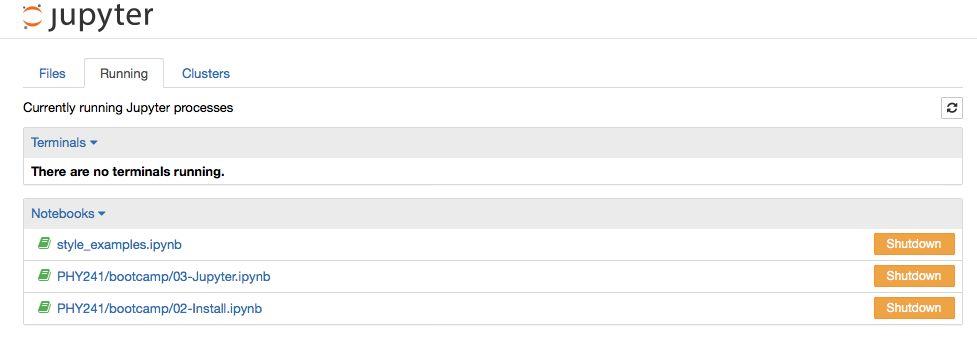 jupyter
Files Running Clusters
Currently running Jupyter processes
Terminals
There are no terminals running.
Notebooks
style_examples.ipynb Shutdown
PHY241/bootcamp/03-Jupyter.ipynb Shutdown
PHY241/bootcamp/02-Install.ipynb Shutdown